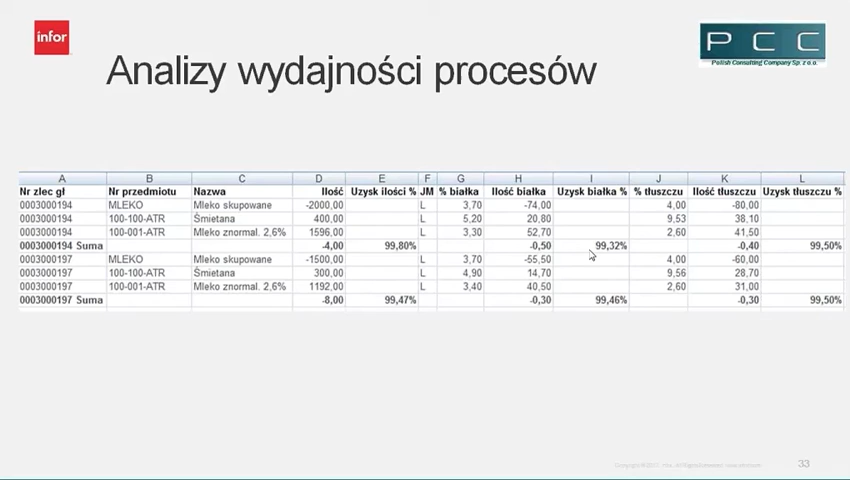 infor
PCC
Polish Consulting Company Sp. z o.o.
Analizy wydajności procesów
A B C D E F G H I J K L
Nr zlec gł Nr przedmiotu Nazwa Ilość Uzysk ilości % JM % białka Ilość białka Uzysk białka % % tłuszczu Ilość tłuszczu Uzysk tłuszczu %
0003000194 MLEKO Mleko skupowane -2000,00 L 3,70 -74,00 4,00 -80,00
0003000194 100-100-ATR Śmietana 400,00 L 5,20 20,80 9,53 38,10
0003000194 100-001-ATR Mleko znormal. 2,6% 1596,00 L 3,30 52,70 2,60 41,50
0003000194 Suma -4,00 99,80% -0,50 99,32% -0,40 99,50%
0003000197 MLEKO Mleko skupowane -1500,00 L 3,70 -55,50 4,00 -60,00
0003000197 100-100-ATR Śmietana 300,00 L 4,90 14,70 9,56 28,70
0003000197 100-001-ATR Mleko znormal. 2,6% 1192,00 L 3,40 40,50 2,60 31,00
0003000197 Suma -8,00 99,47% -0,30 99,46% -0,30 99,50%
33